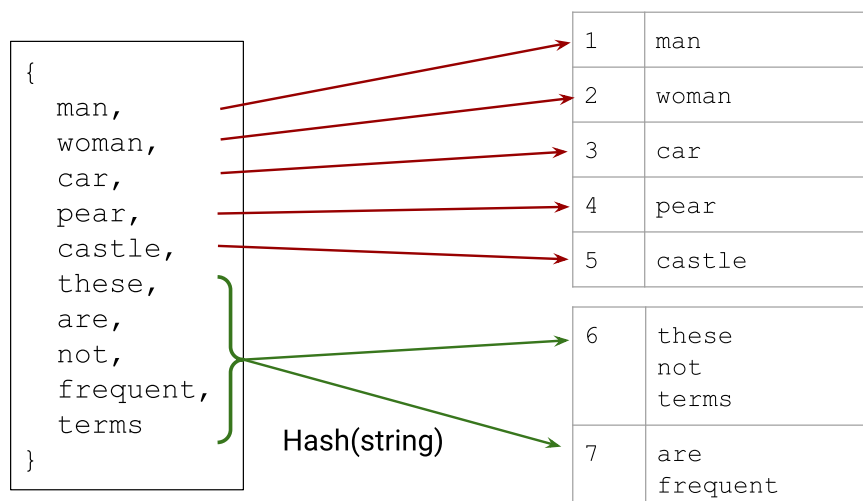 {
man,
woman,
car,
pear,
castle,
these,
are,
not,
frequent,
terms
}
Hash(string)
1 man
2 woman
3 car
4 pear
5 castle
6 these
not
terms
7 are
frequent